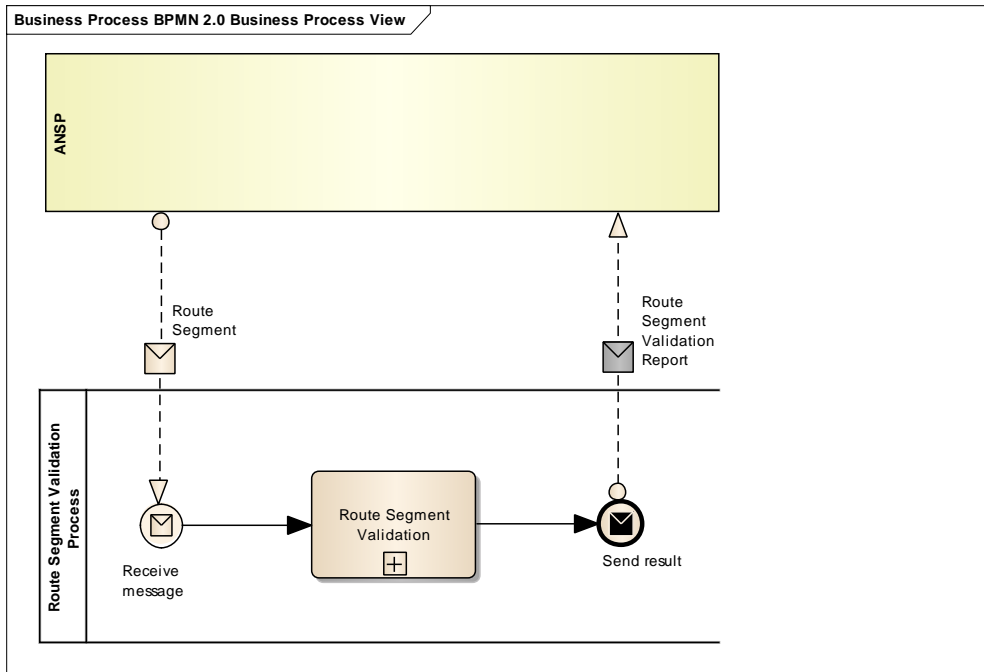 Business Process BPMN 2.0 Business Process View
ANSP
Route
Segment
Route
Segment
Validation
Report
Route Segment Validation
Process
Route Segment
Validation
Receive
message
Send result